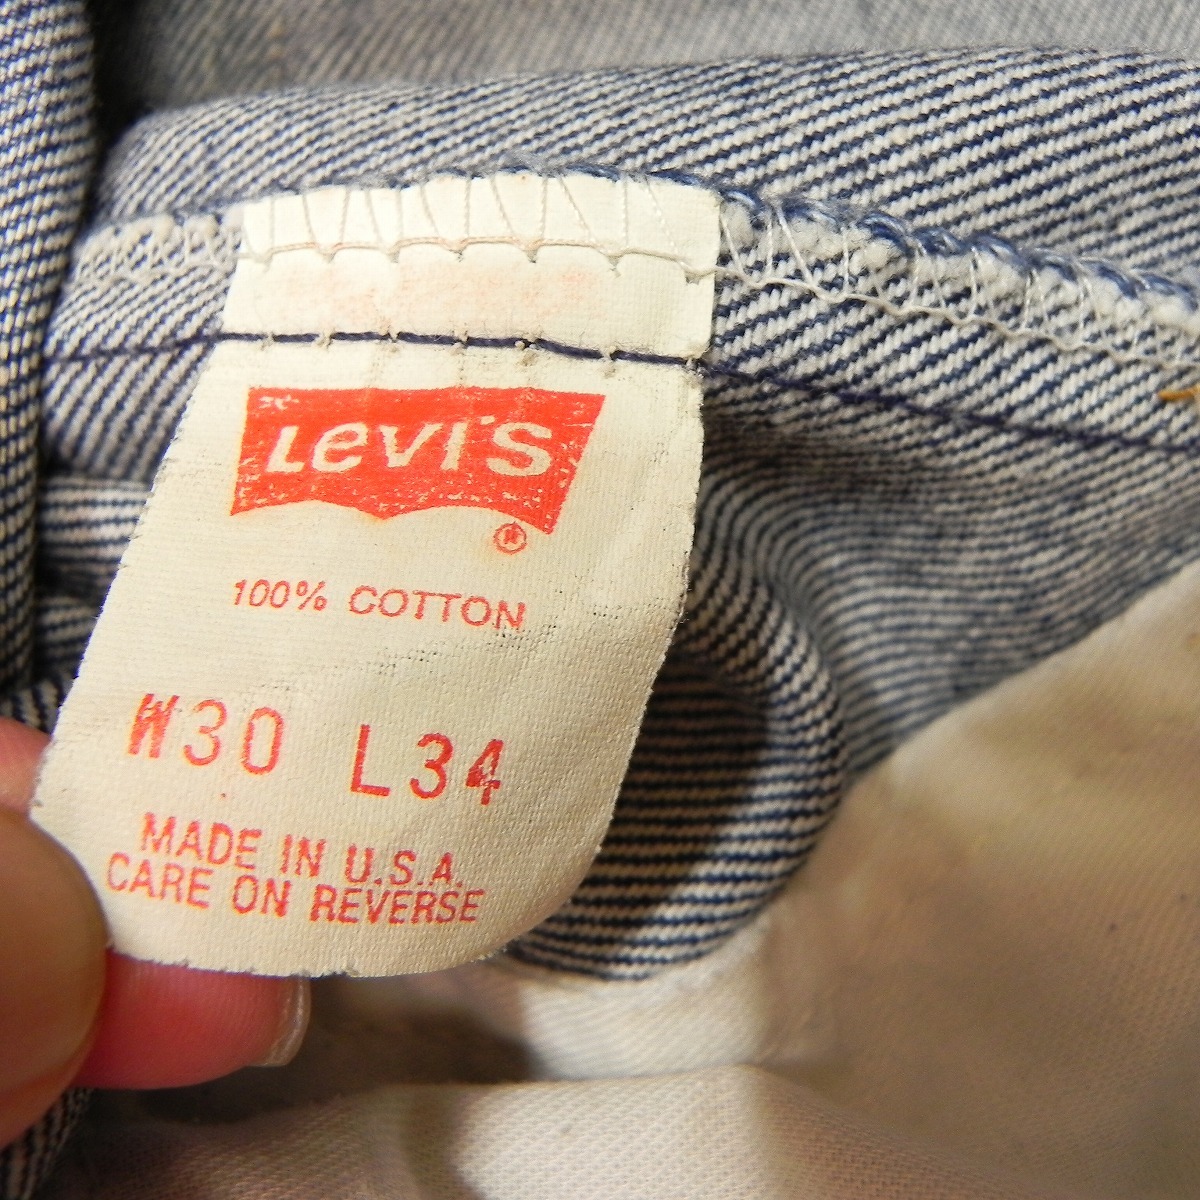 Levi's
®
100% COTTON
W30 L34
MADE IN U.S.A.
CARE ON REVERSE